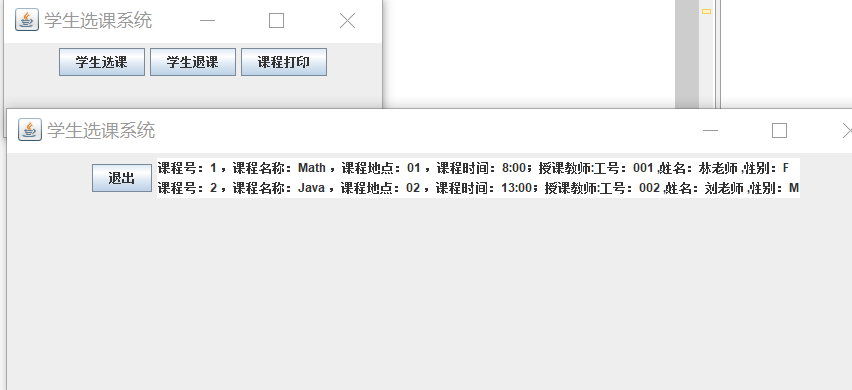 学生选课系统
学生选课 学生退课 课程打印
学生选课系统
退出
课程号：1，课程名称：Math，课程地点：01，课程时间：8:00；授课教师:工号：001 ,姓名：林老师 ,性别：F
课程号：2，课程名称：Java，课程地点：02，课程时间：13:00；授课教师:工号：002 ,姓名：刘老师 ,性别：M